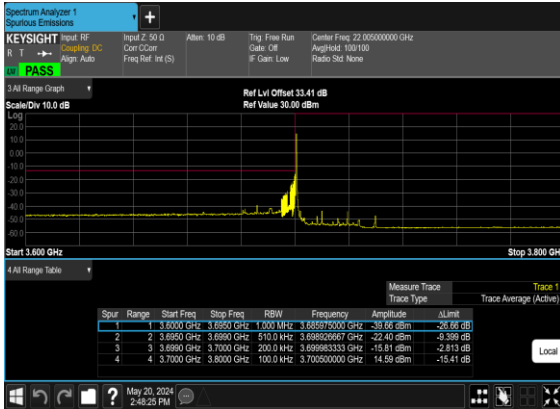 Spectrum Analyzer 1
Spurious Emissions
+
KEYSIGHT Input: RF Input Z: 50 Ω Atten: 10 dB Trig: Free Run Center Freq: 22.005000000 GHz
R T Coupling: DC Corr CCorr Gate: Off Avg|Hold: 100/100
Align: Auto Freq Ref: Int (S) IF Gain: Low Radio Std: None
PASS
3 All Range Graph
Scale/Div 10.0 dB Ref Lvl Offset 33.41 dB
Ref Value 30.00 dBm
Log
20.0
10.0
0.00
-10.0
-20.0
-30.0
-40.0
-50.0
-60.0
Start 3.600 GHz Stop 3.800 GH
4 All Range Table
Measure Trace Trace 1
Trace Type Trace Average (Active)
Spur Range Start Freq Stop Freq RBW Frequency Amplitude ΔLimit
1 1 3.6000 GHz 3.6950 GHz 1.000 MHz 3.685975000 GHz -39.66 dBm -26.66 dB
2 2 3.6950 GHz 3.6990 GHz 510.0 kHz 3.698926667 GHz -22.40 dBm -9.399 dB
3 3 3.6990 GHz 3.7000 GHz 200.0 kHz 3.699983333 GHz -15.81 dBm -2.813 dB
4 4 3.7000 GHz 3.8000 GHz 100.0 kHz 3.700500000 GHz 14.59 dBm -15.41 dB
Local
? May 20, 2024
2:48:25 PM